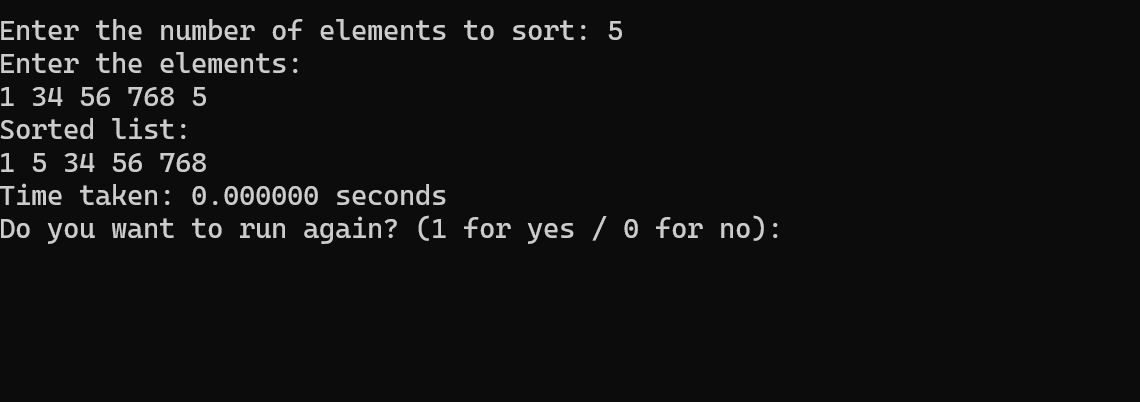 Enter the number of elements to sort: 5
Enter the elements:
1 34 56 768 5
Sorted list:
1 5 34 56 768
Time taken: 0.000000 seconds
Do you want to run again? (1 for yes / 0 for no):